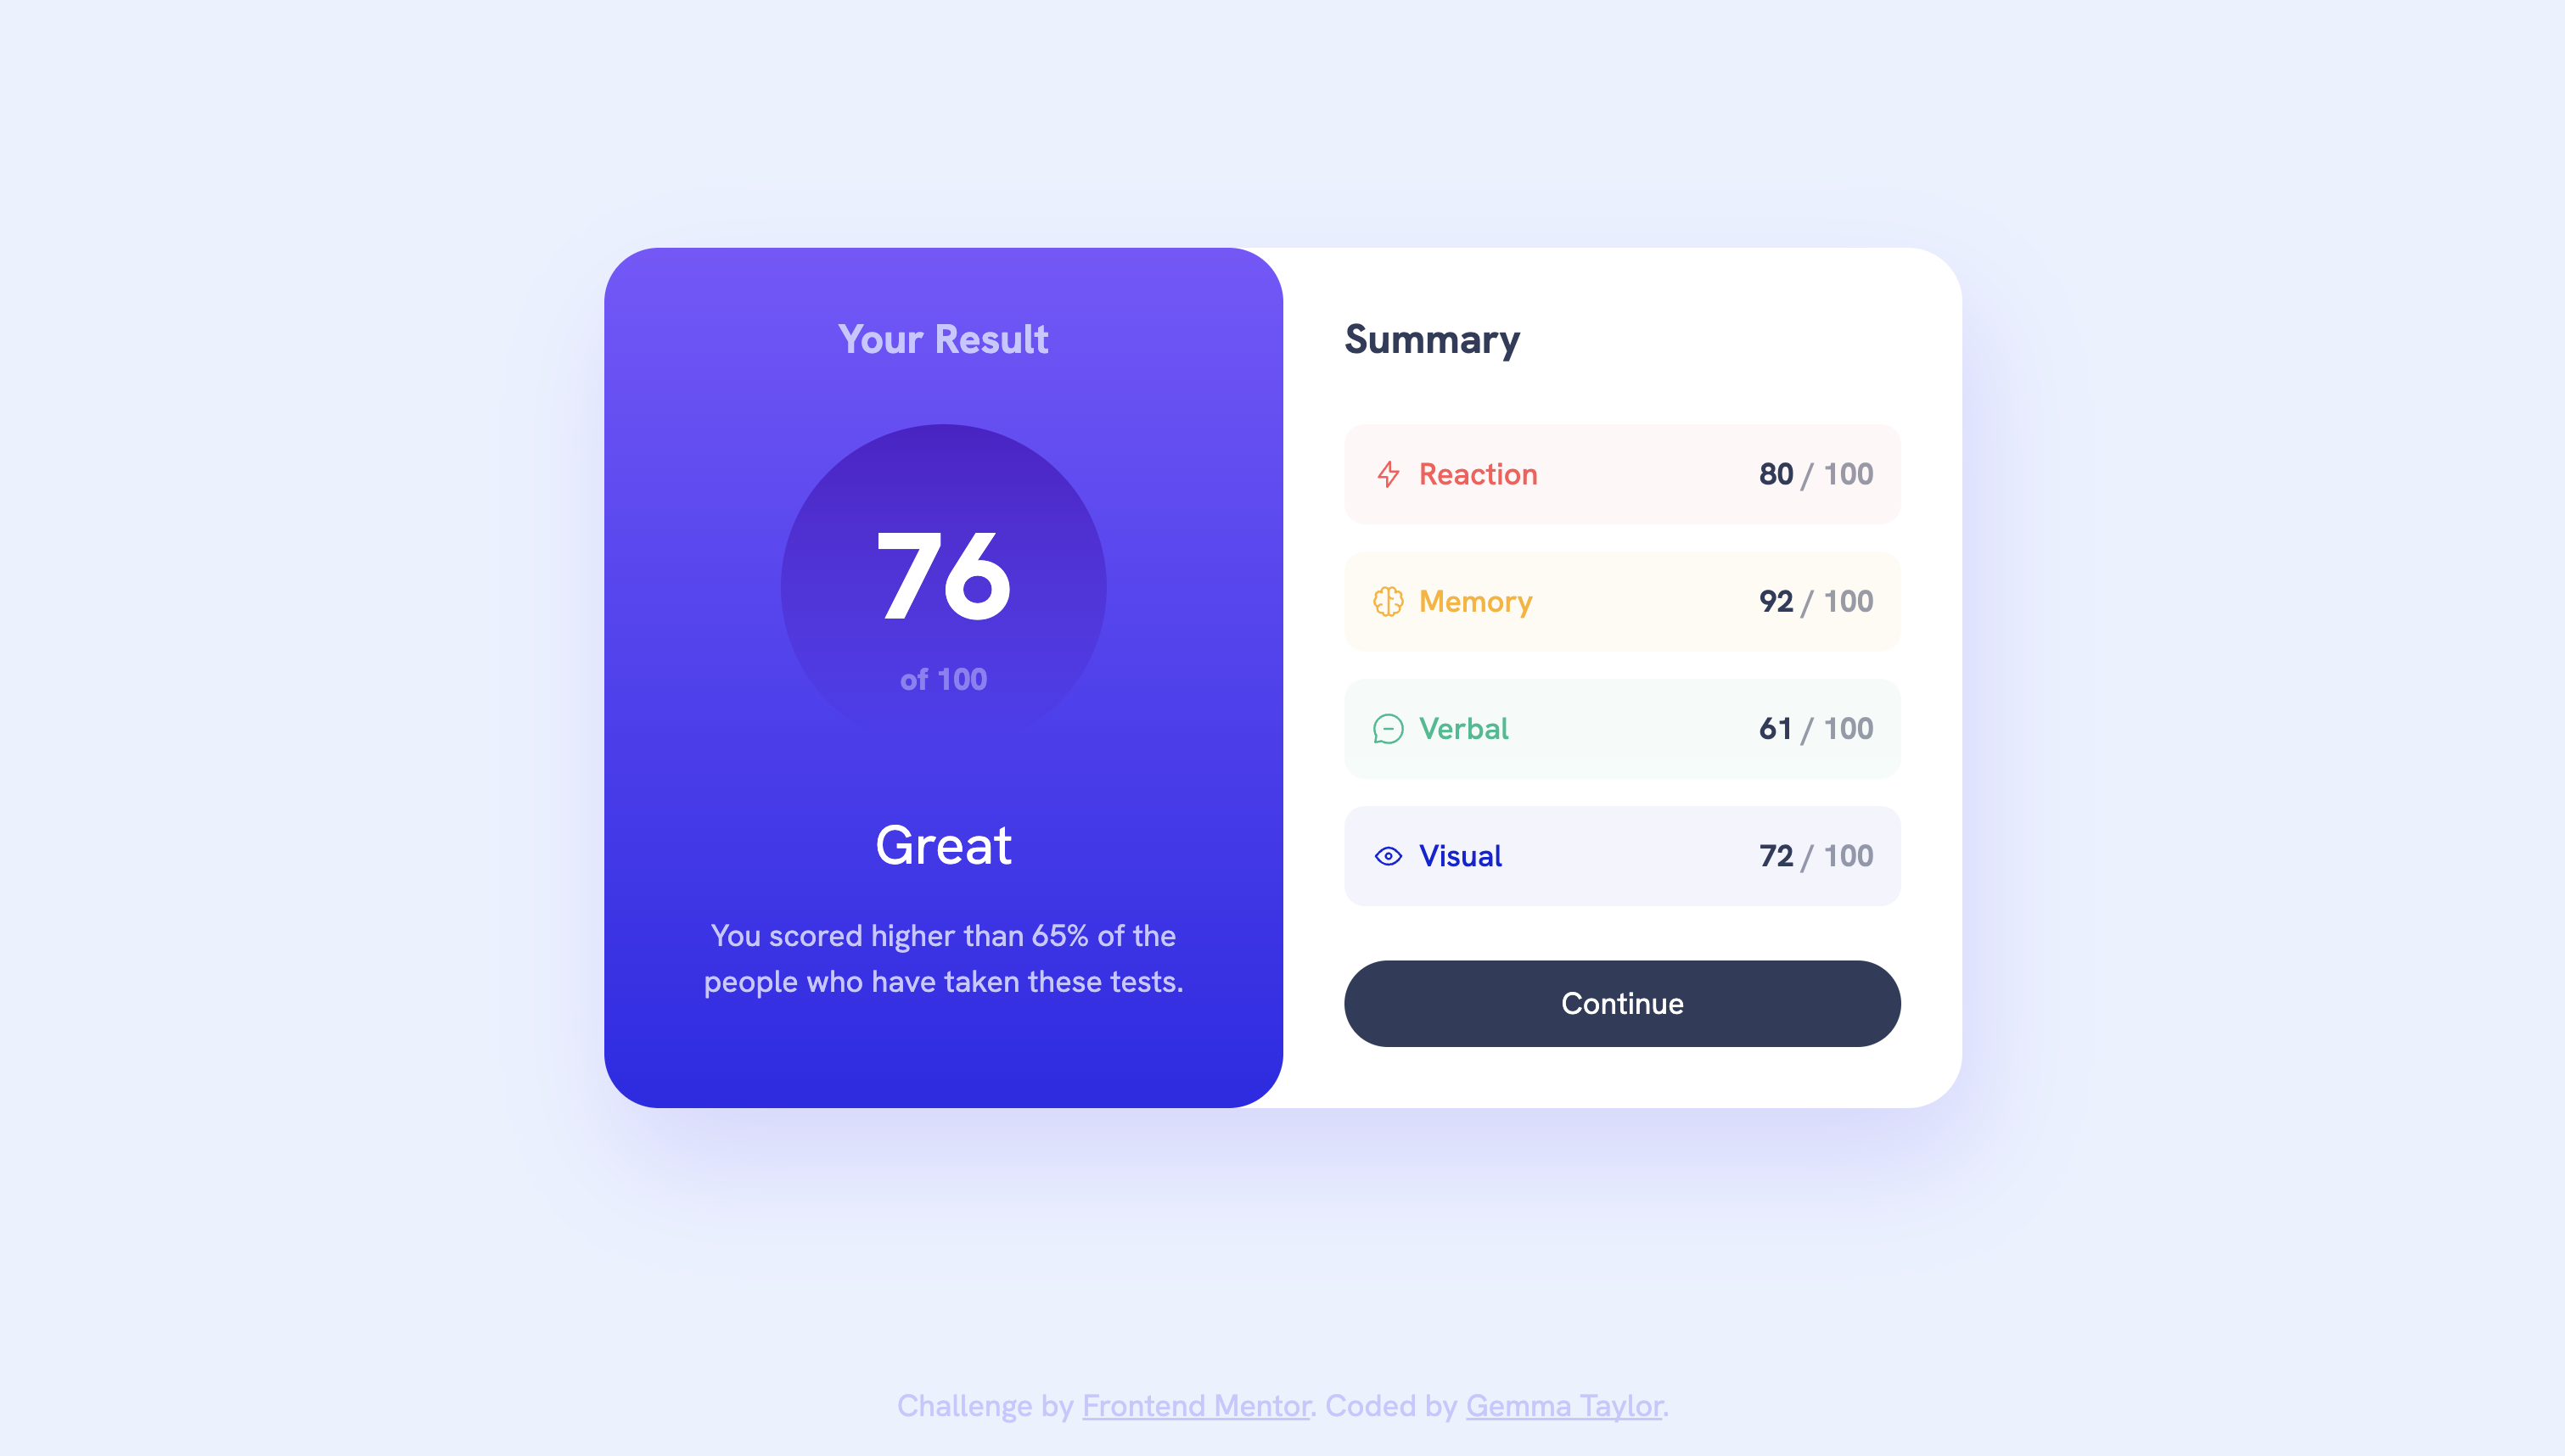 Your Result
76
of 100
Great
You scored higher than 65% of the
people who have taken these tests.
Summary
Reaction 80 / 100
Memory 92 / 100
Verbal 61 / 100
Visual 72 / 100
Continue
Challenge by Frontend Mentor. Coded by Gemma Taylor.